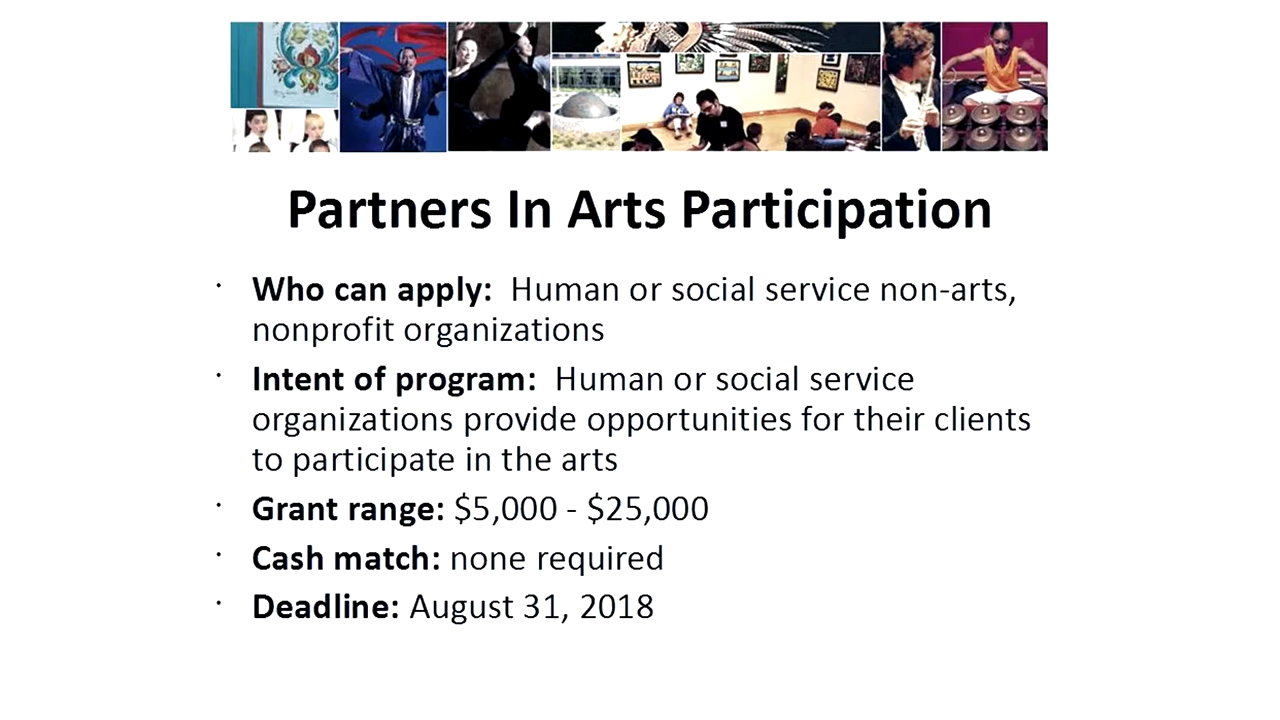 Partners In Arts Participation
· Who can apply: Human or social service non-arts,
nonprofit organizations
· Intent of program: Human or social service
organizations provide opportunities for their clients
to participate in the arts
· Grant range: $5,000 - $25,000
· Cash match: none required
· Deadline: August 31, 2018